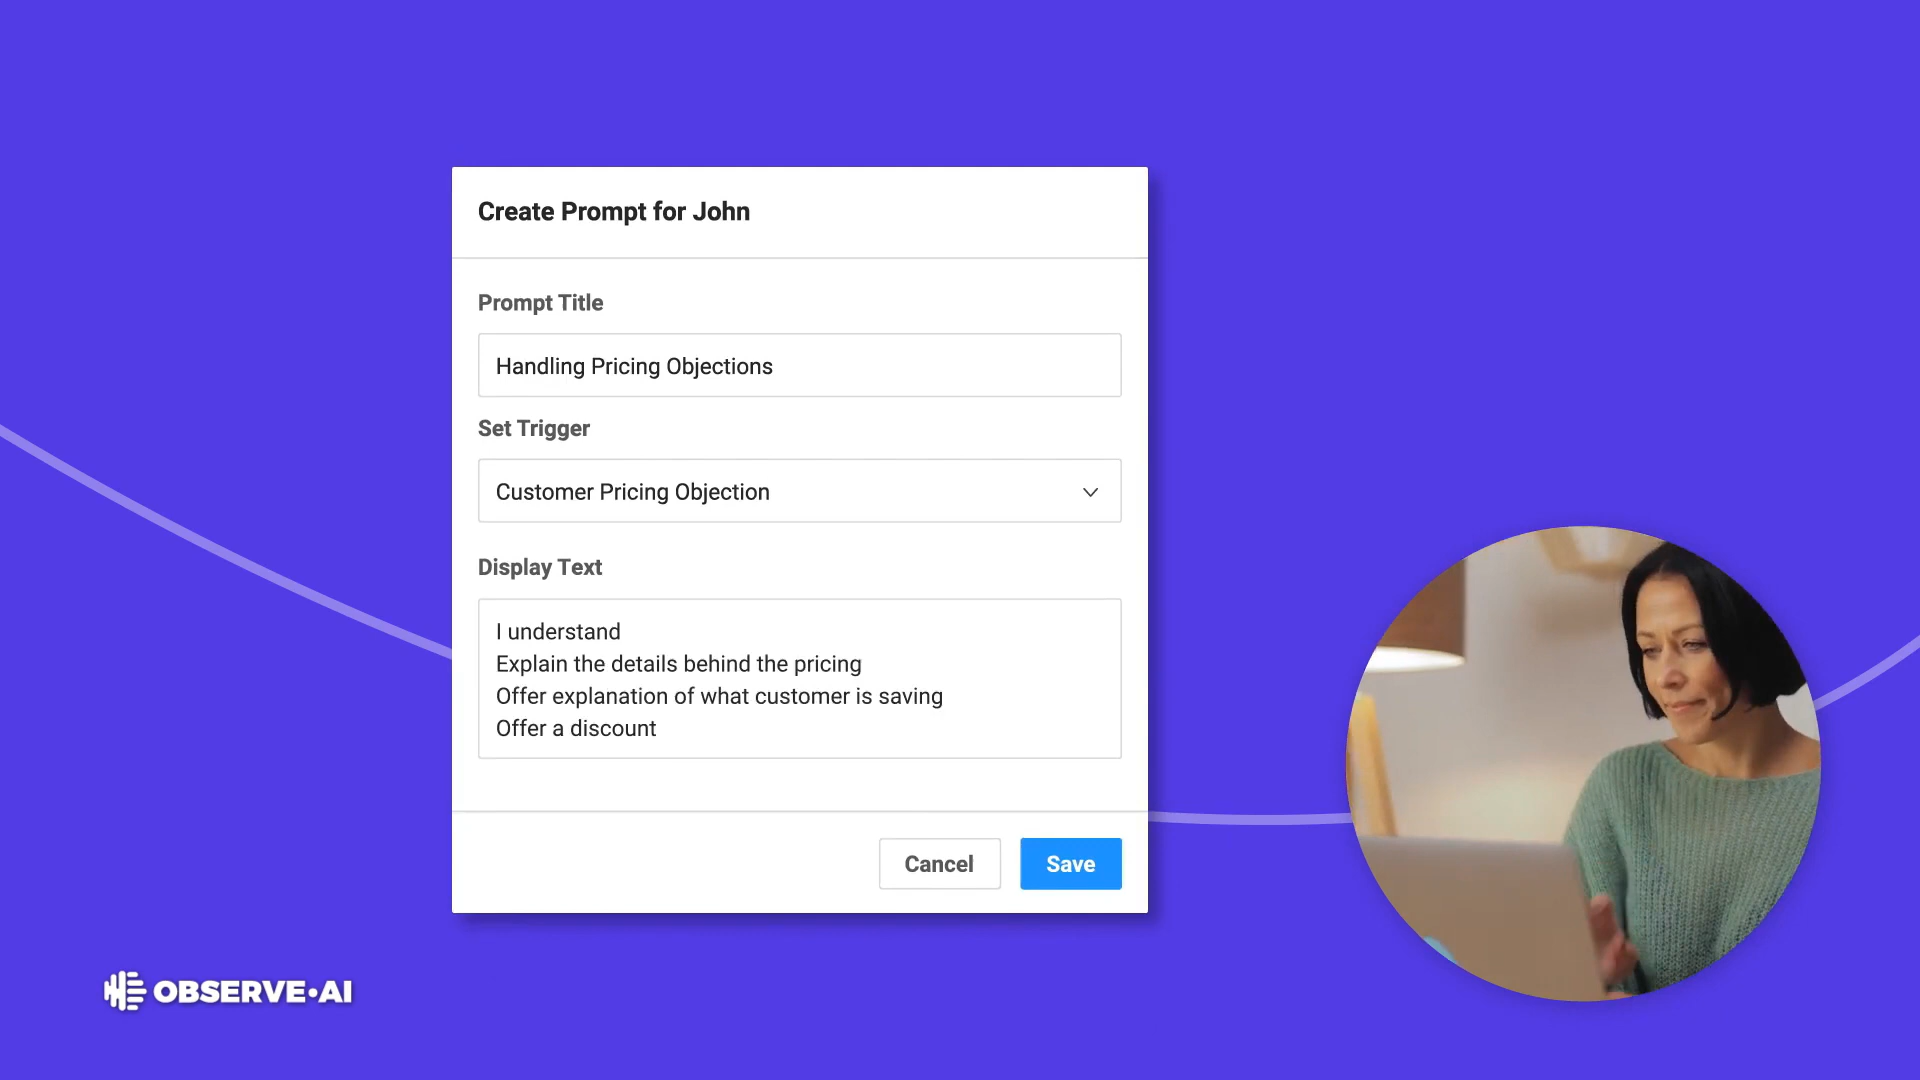 Create Prompt for John
Prompt Title
Handling Pricing Objections
Set Trigger
Customer Pricing Objection
Display Text
I understand
Explain the details behind the pricing
Offer explanation of what customer is saving
Offer a discount
Cancel
Save
OBSERVE•AI